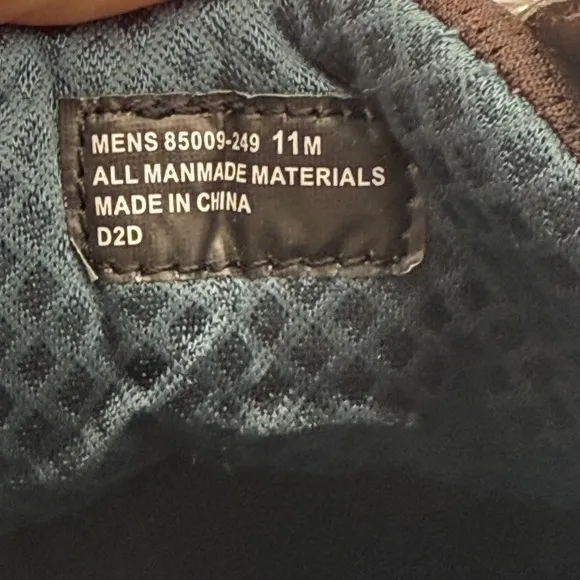 MENS 85009-249 11M
ALL MANMADE MATERIALS
MADE IN CHINA
D2D